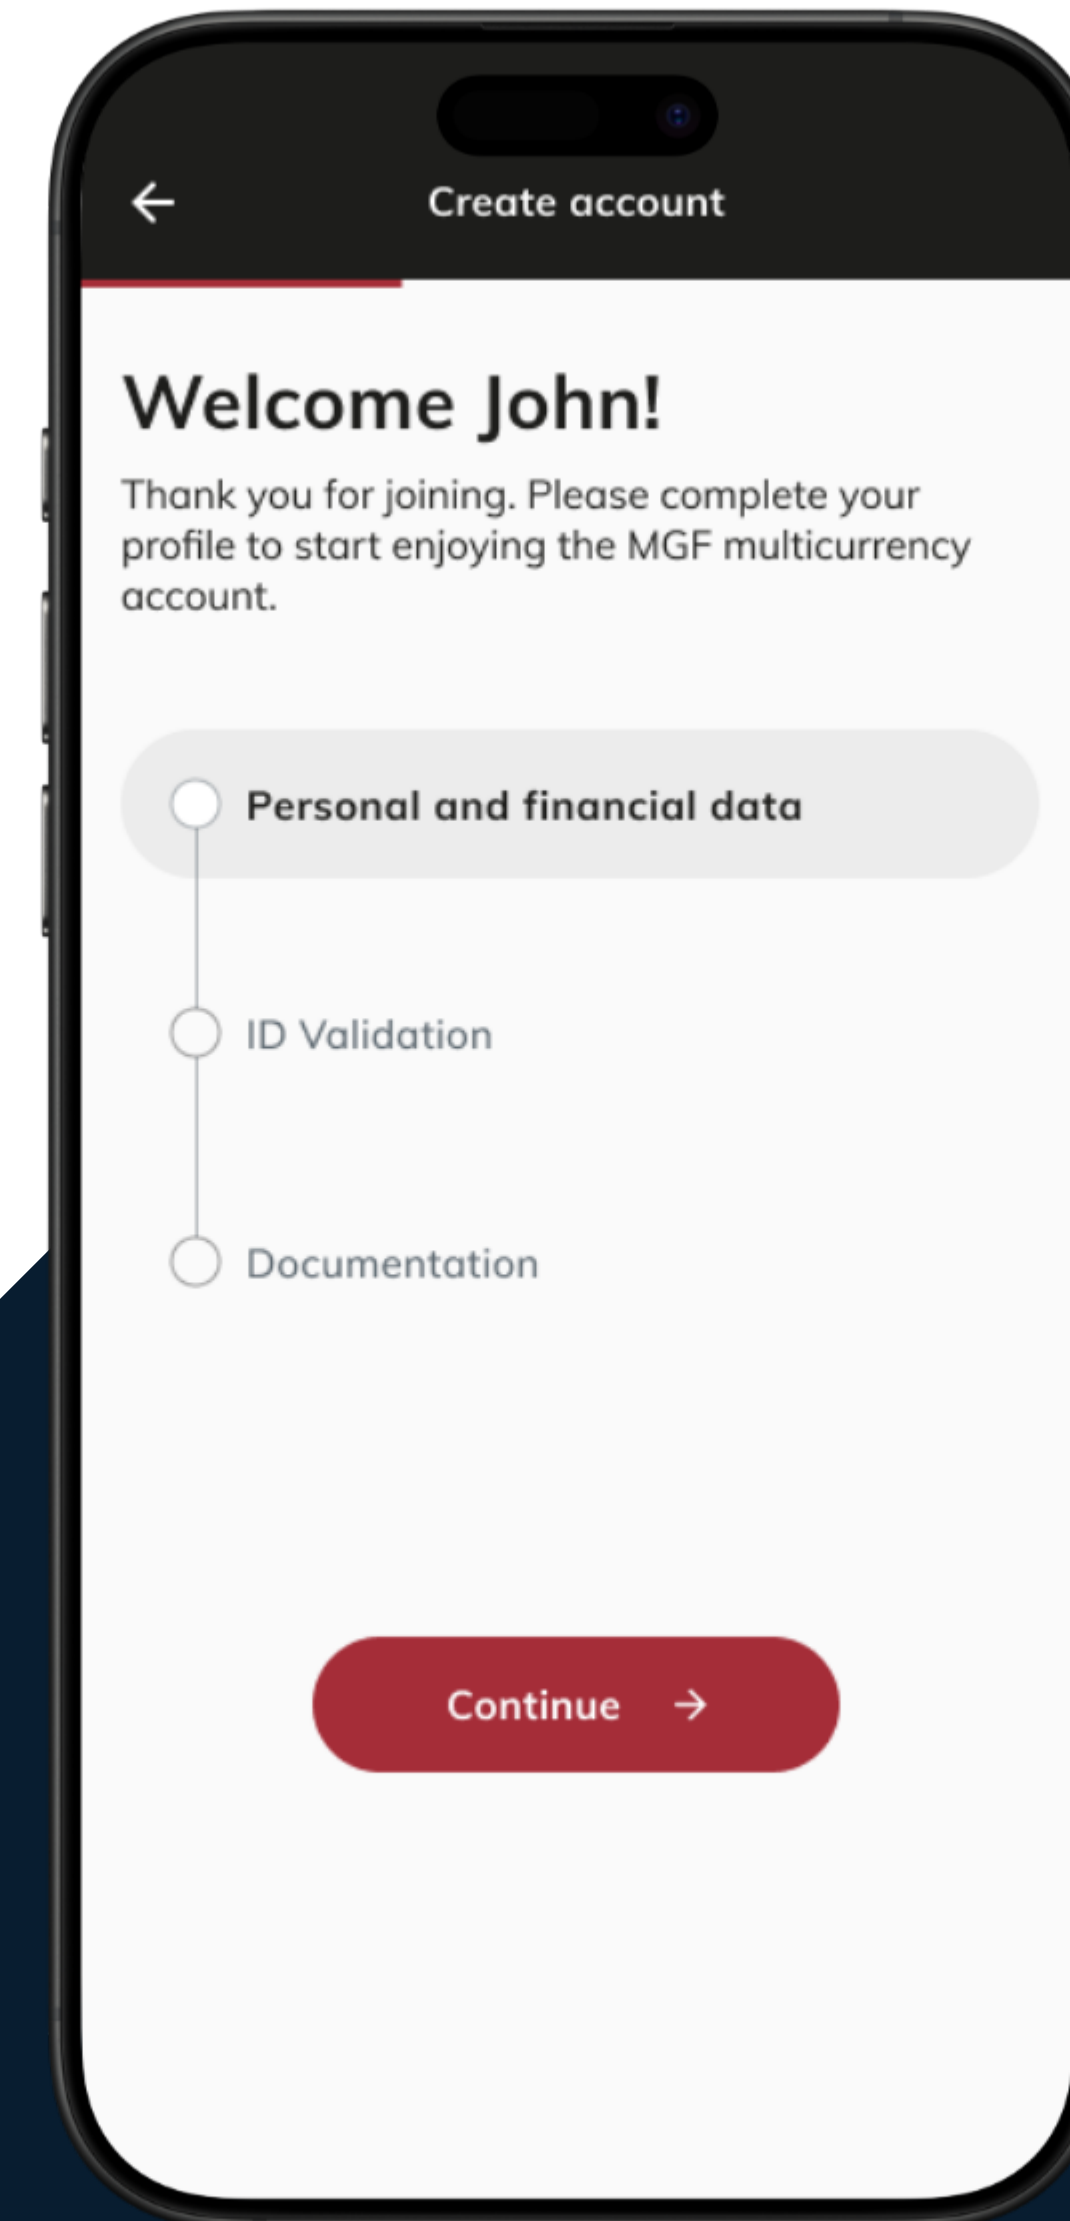 Create account
Welcome John!
Thank you for joining. Please complete your
profile to start enjoying the MGF multicurrency
account.
Personal and financial data
ID Validation
Documentation
Continue